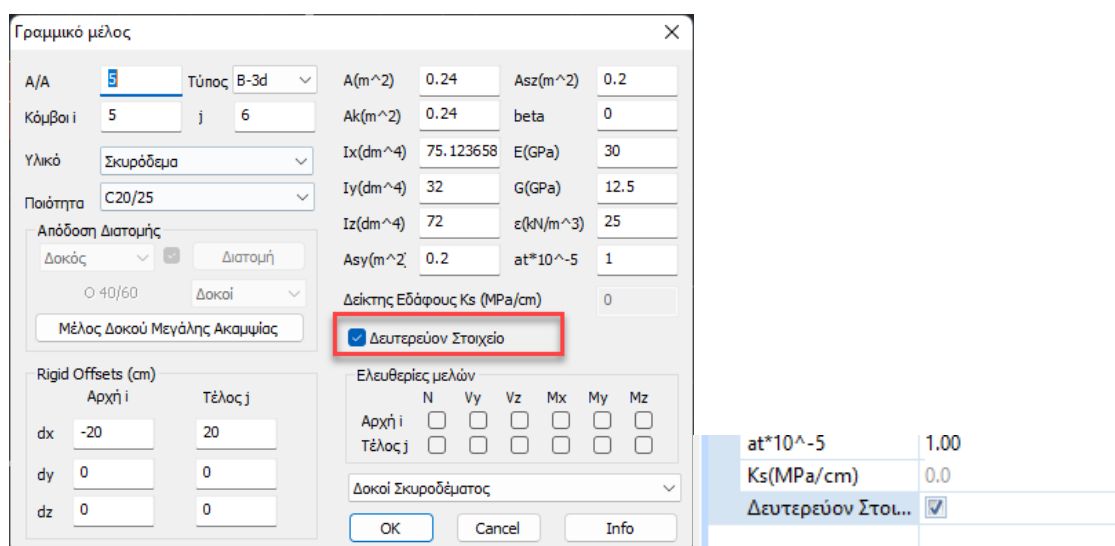 Γραμμικό μέλος
Α/Α 5 Τύπος B-3d
Κόμβοι i 5 j 6
Υλικό Σκυρόδεμα
Ποιότητα C20/25
Απόδοση Διατομής
Δοκός Διατομή
O 40/60 Δοκοί
Μέλος Δοκού Μεγάλης Ακαμψίας
Rigid Offsets (cm)
Αρχή i Τέλος j
dx -20 20
dy 0 0
dz 0 0
A(m^2) 0.24 Asz(m^2) 0.2
Ak(m^2) 0.24 beta 0
Ix(dm^4) 75.123658 E(GPa) 30
Iy(dm^4) 32 G(GPa) 12.5
Iz(dm^4) 72 ε(kN/m^3) 25
Asy(m^2) 0.2 at*10^-5 1
Δείκτης Εδάφους Ks (MPa/cm) 0
Δευτερεύον Στοιχείο
Ελευθερίες μελών
N Vy Vz Mx My Mz
Αρχή i
Τέλος j
Δοκοί Σκυροδέματος
OK Cancel Info
at*10^-5 1.00
Ks(MPa/cm) 0.0
Δευτερεύον Στοι...